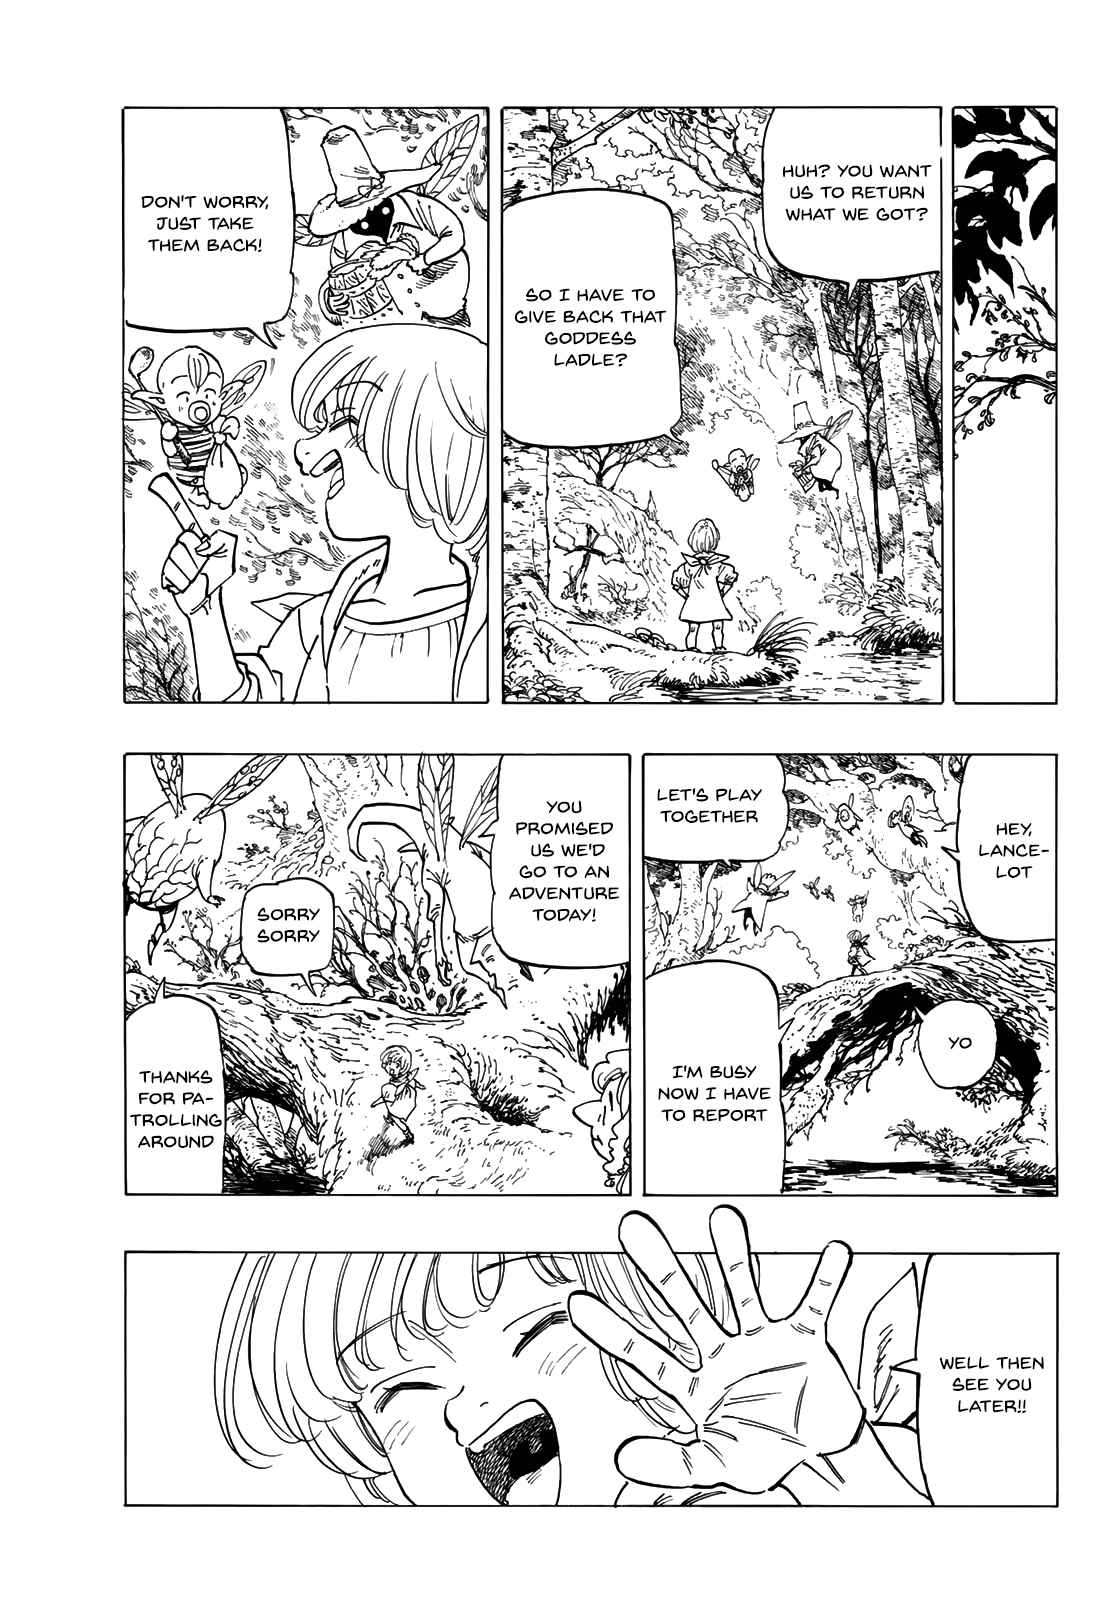 HUH? YOU WANT
US TO RETURN
WHAT WE GOT?
SO I HAVE TO
GIVE BACK THAT
GODDESS
LADLE?
DON'T WORRY,
JUST TAKE
THEM BACK!
HEY,
LANCE-
LOT
LET'S PLAY
TOGETHER
YO
I'M BUSY
NOW I HAVE
TO REPORT
YOU
PROMISED
US WE'D
GO TO AN
ADVENTURE
TODAY!
SORRY
SORRY
THANKS
FOR PA-
TROLLING
AROUND
WELL THEN
SEE YOU
LATER!!